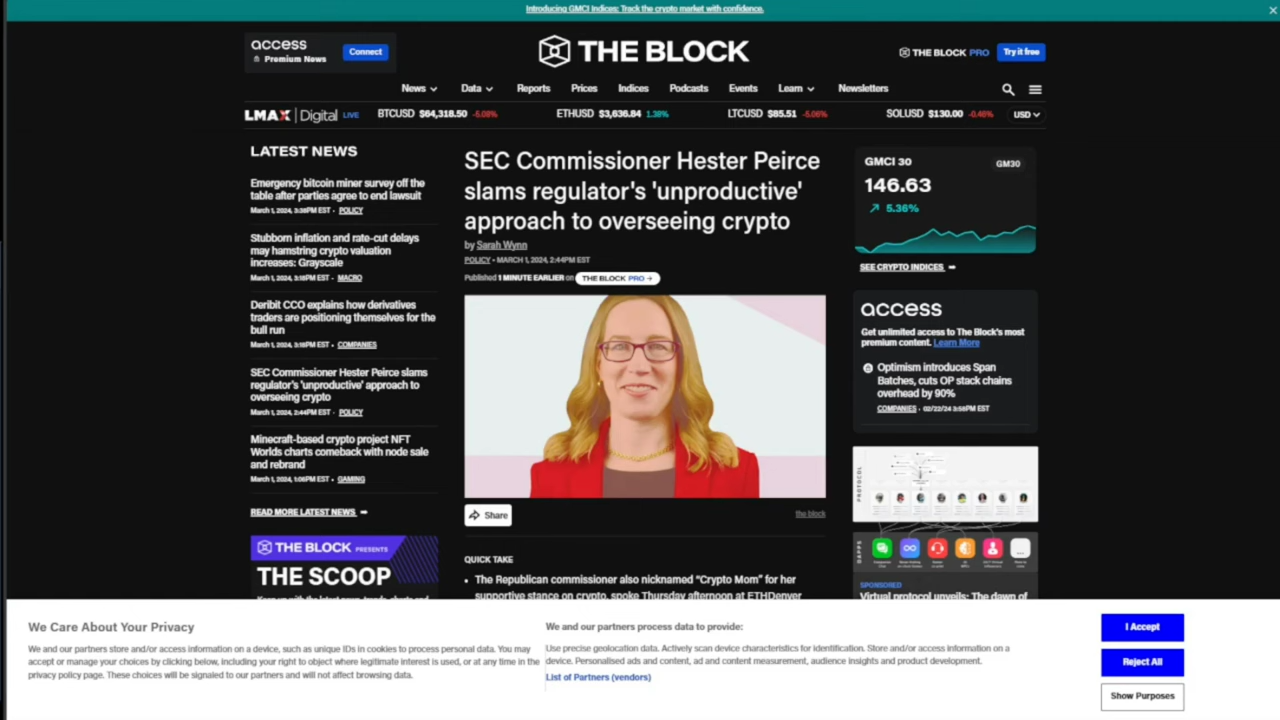 Introducing GMCI Indices: Track the crypto market with confidence.
access
Premium News
Connect
THE BLOCK
THE BLOCK PRO
Try it free
News
Data
Reports
Prices
Indices
Podcasts
Events
Learn
Newsletters
LMAX Digital LIVE
BTCUSD $64,318.50 -5.08%
ETHUSD $3,636.84 1.39%
LTCUSD $85.51 -5.06%
SOLUSD $130.00 -0.48%
USD
LATEST NEWS
Emergency bitcoin miner survey off the
table after parties agree to end lawsuit
March 1, 2024, 3:38PM EST • POLICY
Stubborn inflation and rate-cut delays
may hamstring crypto valuation
increases: Grayscale
March 1, 2024, 3:18PM EST • MACRO
Deribit CCO explains how derivatives
traders are positioning themselves for the
bull run
March 1, 2024, 3:18PM EST • COMPANIES
SEC Commissioner Hester Peirce slams
regulator's 'unproductive' approach to
overseeing crypto
March 1, 2024, 2:44PM EST • POLICY
Minecraft-based crypto project NFT
Worlds charts comeback with node sale
and rebrand
March 1, 2024, 1:08PM EST • GAMING
READ MORE LATEST NEWS
THE BLOCK PRESENTS
THE SCOOP
SEC Commissioner Hester Peirce
slams regulator's 'unproductive'
approach to overseeing crypto
by Sarah Wynn
POLICY • MARCH 1, 2024, 2:44PM EST
Published 1 MINUTE EARLIER on THE BLOCK PRO
Share
the block
QUICK TAKE
• The Republican commissioner also nicknamed “Crypto Mom” for her
supportive stance on crypto, spoke Thursday afternoon at ETHDenver
GMCI 30
GM30
146.63
5.36%
SEE CRYPTO INDICES
access
Get unlimited access to The Block's most
premium content. Learn More
Optimism introduces Span
Batches, cuts OP stack chains
overhead by 90%
COMPANIES • 02/22/24 3:56PM EST
PROTOCOL
DAPPS
SPONSORED
Virtual protocol unveils: The dawn of
We Care About Your Privacy
We and our partners store and/or access information on a device, such as unique IDs in cookies to process personal data. You may
accept or manage your choices by clicking below, including your right to object where legitimate interest is used, or at any time in the
privacy policy page. These choices will be signaled to our partners and will not affect browsing data.
We and our partners process data to provide:
Use precise geolocation data. Actively scan device characteristics for identification. Store and/or access information on a
device. Personalised ads and content, ad and content measurement, audience insights and product development.
List of Partners (vendors)
I Accept
Reject All
Show Purposes